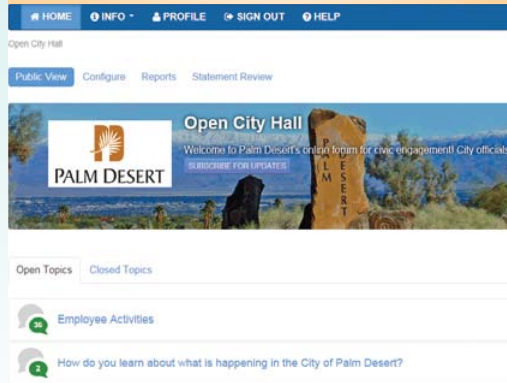 HOME INFO PROFILE SIGN OUT HELP
Open City Hall
Public View Configure Reports Statement Review
Open City Hall
Welcome to Palm Desert's online forum for civic engagement! City officials
SUBSCRIBE FOR UPDATES
PALM DESERT
PALM
DESERT
Open Topics Closed Topics
36 Employee Activities
2 How do you learn about what is happening in the City of Palm Desert?